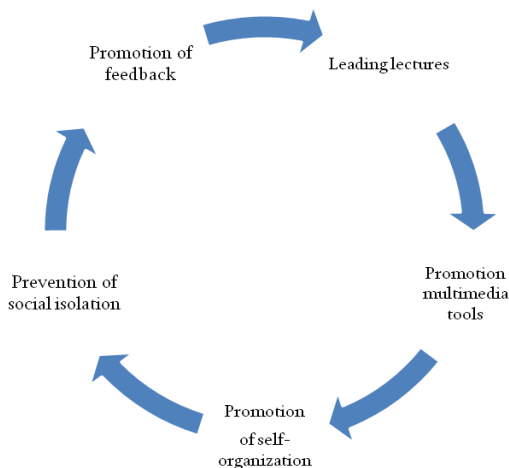 Promotion of
feedback
Leading lectures
Promotion
multimedia
tools
Promotion
of self-
organization
Prevention of
social isolation